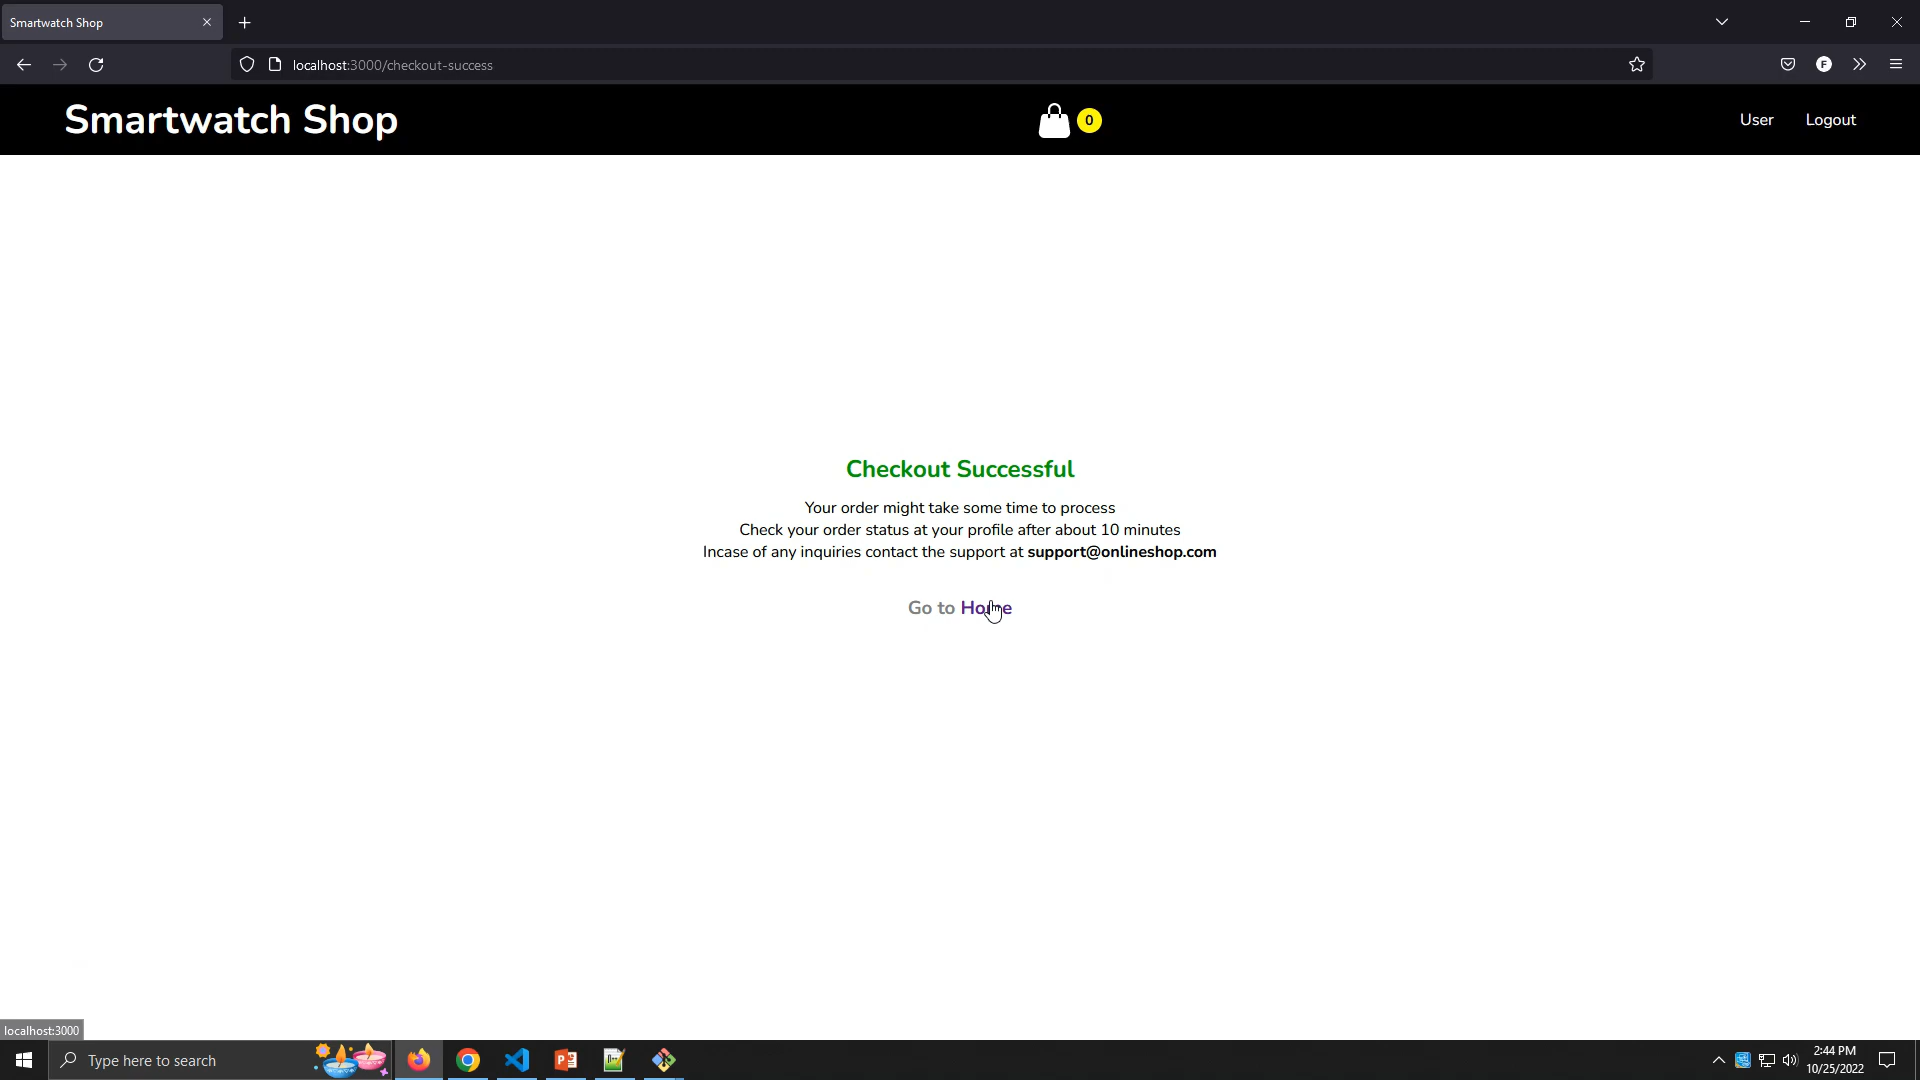 Smartwatch Shop
localhost:3000/checkout-success
F
Smartwatch Shop
0
User
Logout
Checkout Successful
Your order might take some time to process
Check your order status at your profile after about 10 minutes
Incase of any inquiries contact the support at support@onlineshop.com
Go to Home
localhost:3000
Type here to search
2:44 PM
10/25/2022